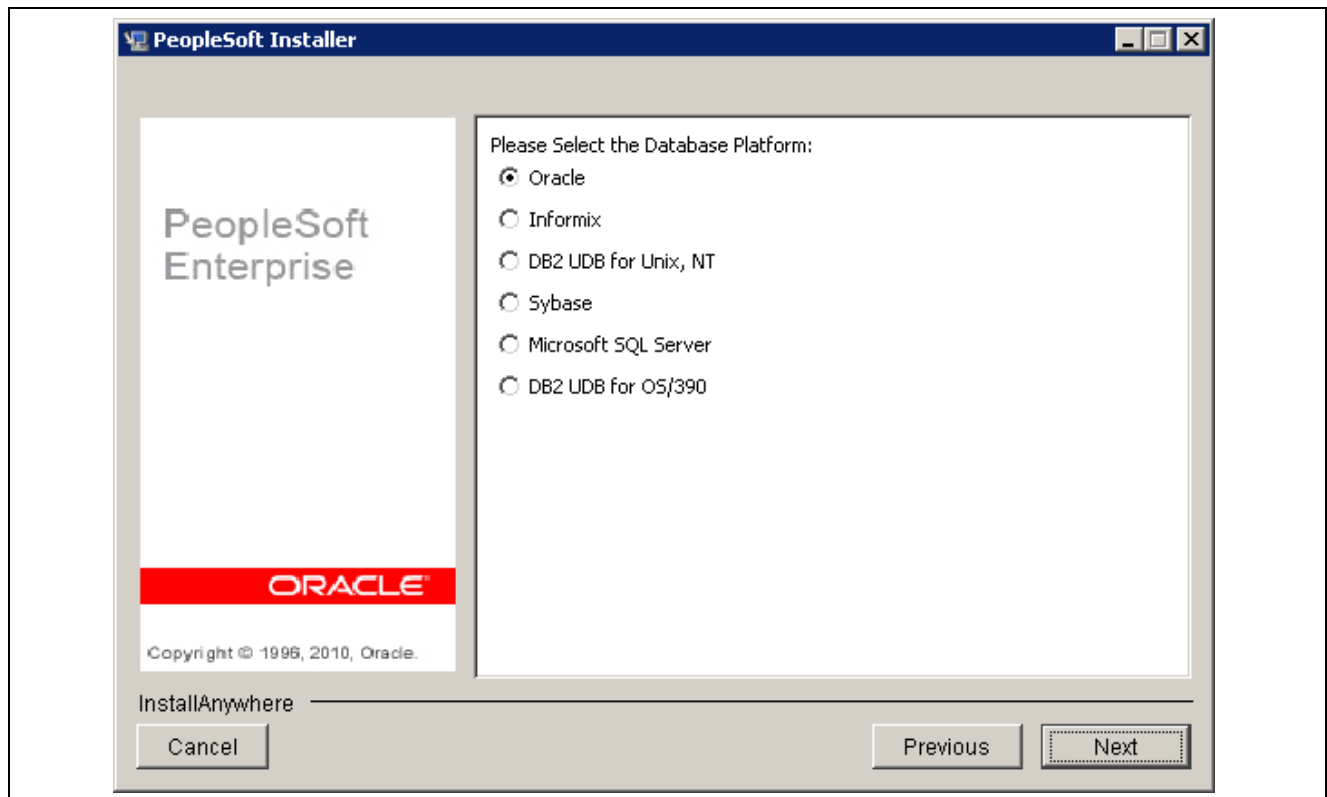 PeopleSoft Installer
PeopleSoft
Enterprise
ORACLE
Copyright © 1996, 2010, Oracle.
Please Select the Database Platform:
Oracle
Informix
DB2 UDB for Unix, NT
Sybase
Microsoft SQL Server
DB2 UDB for OS/390
InstallAnywhere
Cancel
Previous
Next